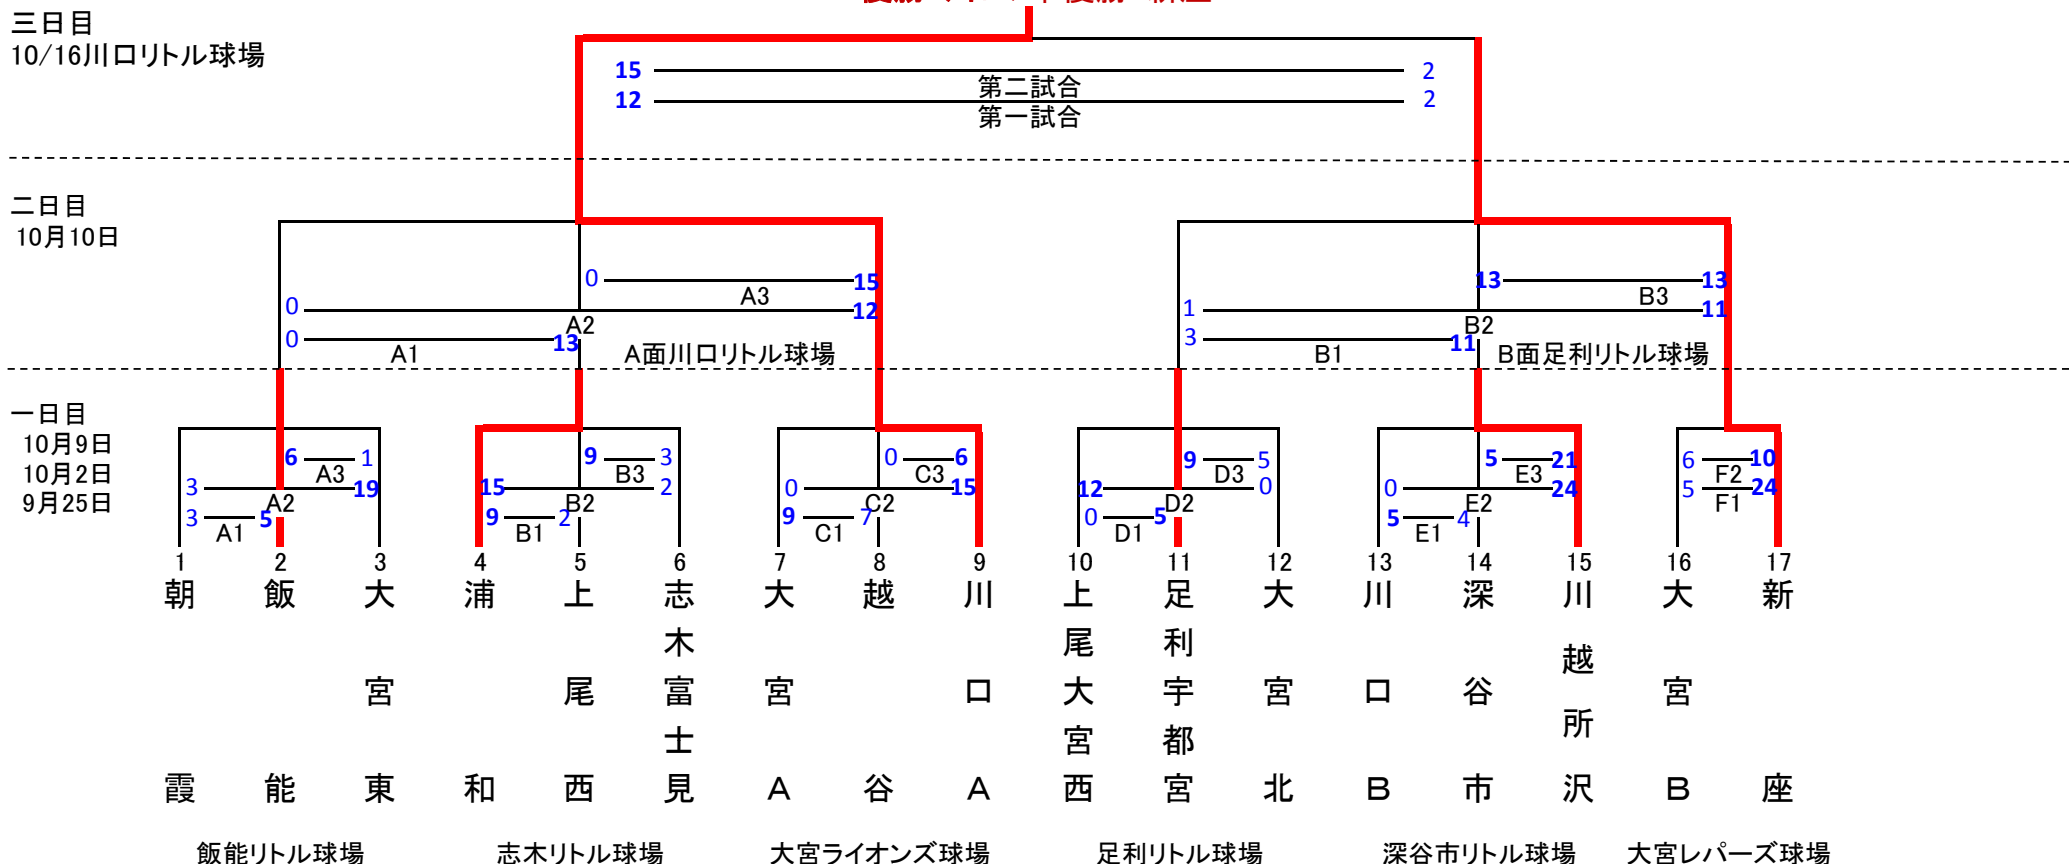 三日目
10/16川口リトル球場
15 2
第二試合
12 2
第一試合
二日目
10月10日
0 15
A3
0 12
A2
0 13
A1
A面川口リトル球場
13 13
B3
1 11
B2
3 11
B1
B面足利リトル球場
一日目
10月9日
10月2日
9月25日
6 1
A3
3 19
A2
3 5
A1
9 3
B3
15 2
B2
9 2
B1
0 6
C3
0 15
C2
9 7
C1
9 5
D3
12 0
D2
0 5
D1
5 21
E3
0 24
E2
5 4
E1
6 10
F2
5 24
F1
1 2 3 4 5 6 7 8 9 10 11 12 13 14 15 16 17
朝霞
飯能
大宮東
浦和
上尾西
志木富士見
大宮A
越谷
川口A
上尾大宮西
足利宇都宮
大宮北
川口B
深谷市
川越所沢
大宮B
新座
飯能リトル球場
志木リトル球場
大宮ライオンズ球場
足利リトル球場
深谷市リトル球場
大宮レパーズ球場